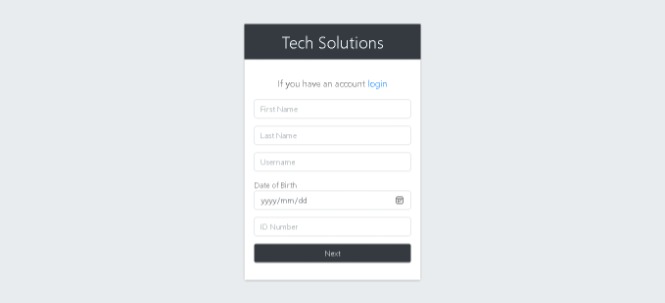 Tech Solutions
If you have an account login
First Name
Last Name
Username
Date of Birth
yyyy/mm/dd
ID Number
Next